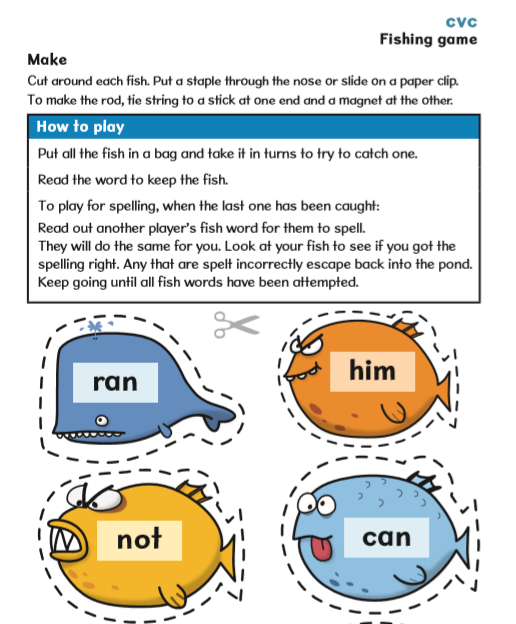 CVC
Fishing game
Make
Cut around each fish. Put a staple through the nose or slide on a paper clip.
To make the rod, tie string to a stick at one end and a magnet at the other.
How to play
Put all the fish in a bag and take it in turns to try to catch one.
Read the word to keep the fish.
To play for spelling, when the last one has been caught:
Read out another player's fish word for them to spell.
They will do the same for you. Look at your fish to see if you got the
spelling right. Any that are spelt incorrectly escape back into the pond.
Keep going until all fish words have been attempted.
ran
him
not
can